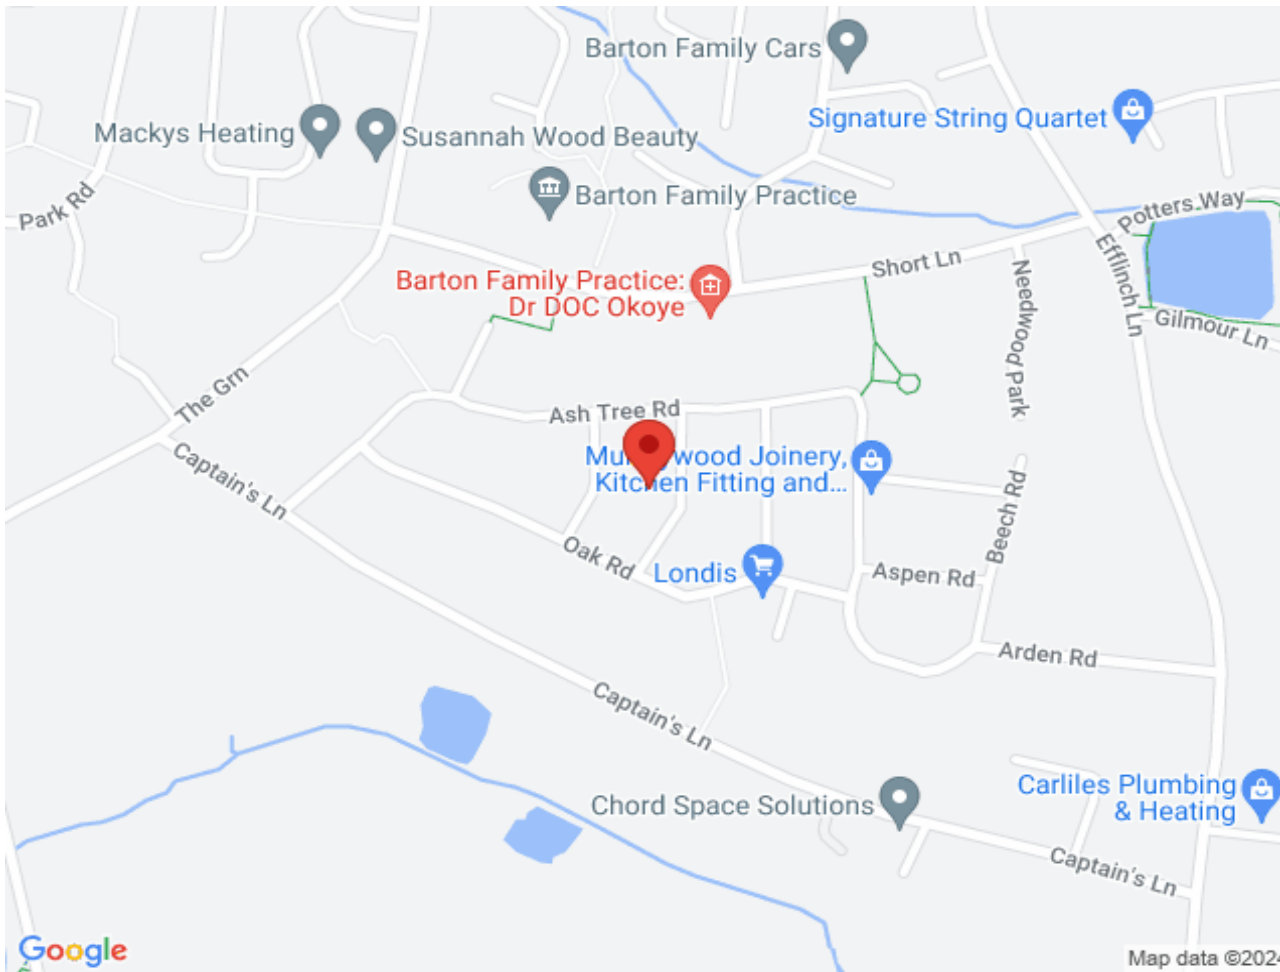 Barton Family Cars
Signature String Quartet
Mackys Heating
Susannah Wood Beauty
Park Rd
Barton Family Practice
Potters Way
Short Ln
Efflinch Ln
Barton Family Practice:
Dr DOC Okoye
Needwood Park
Gilmour Ln
The Grn
Ash Tree Rd
Captain's Ln
wood Joinery,
Kitchen Fitting and...
Beech Rd
Oak Rd
Londis
Aspen Rd
Arden Rd
Captain's Ln
Chord Space Solutions
Carliles Plumbing
& Heating
Captain's Ln
Google
Map data ©2024